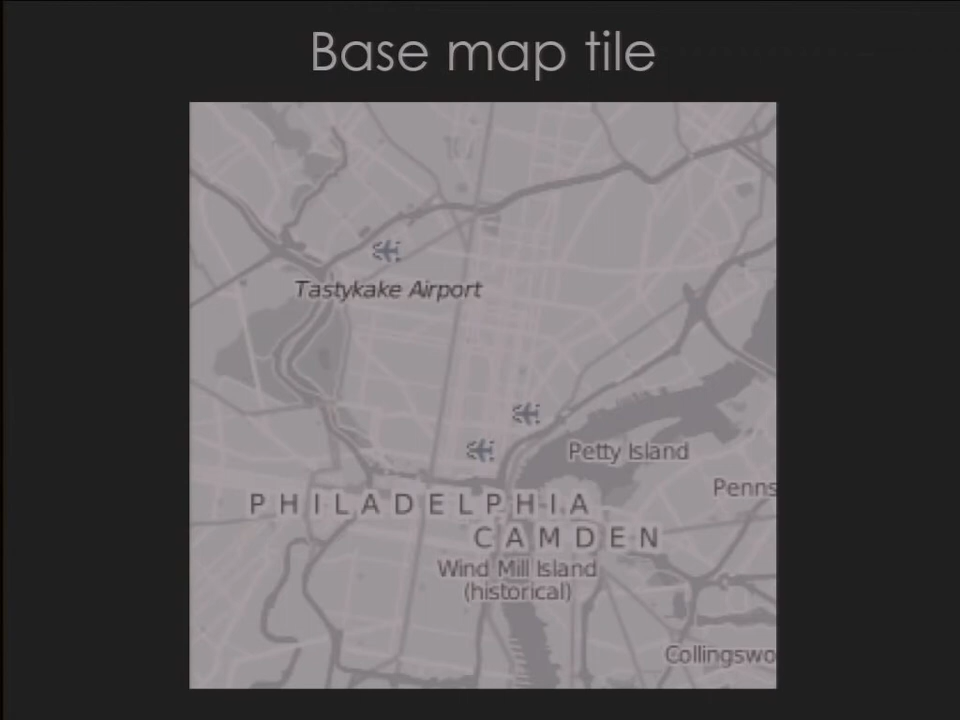 Base map tile
Tastykake Airport
Petty Island
Penns
PHILADELPHIA
CAMDEN
Wind Mill Island
(historical)
Collingswo